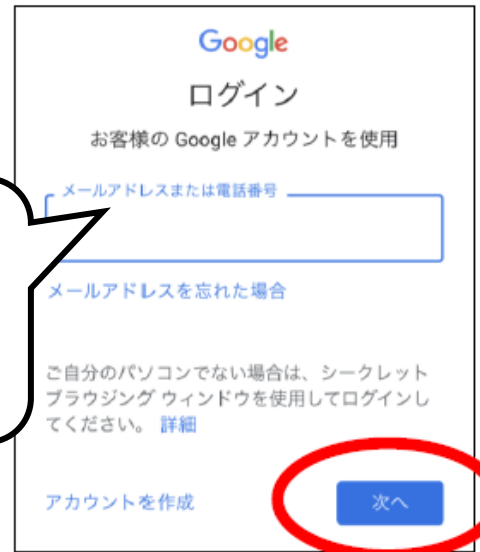 Google
ログイン
お客様の Google アカウントを使用
メールアドレスまたは電話番号
メールアドレスを忘れた場合
ご自分のパソコンでない場合は、シークレット
ブラウジング ウィンドウを使用してログインし
てください。 詳細
アカウントを作成
次へ